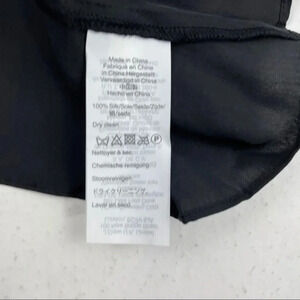 Made in China
Fabriqué en China
In China Hergestellt
Vervaardigd in China
Hecho en China
100% Silk/Soie/Seide/Zijde/
Dry clean
Nettoyer à sec
Chemische reinigung
Stoomreinigen
ドライクリーニング
Lavar en seco